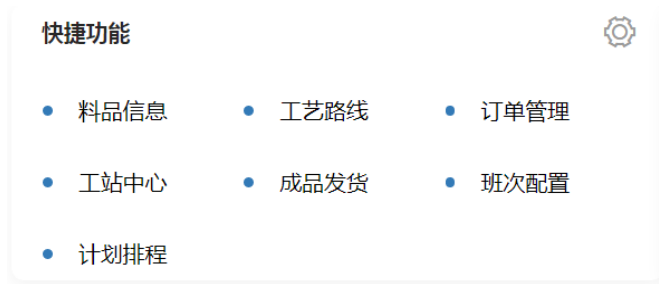 快捷功能
料品信息 工艺路线 订单管理
工站中心 成品发货 班次配置
计划排程